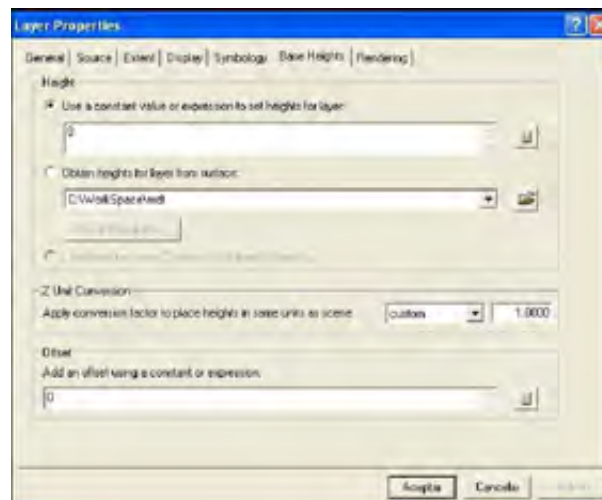 Layer Properties
General Source Extent Display Symbology Base Heights Rendering
Height
Use a constant value or expression to set heights for layer:
0
Obtain heights for layer from surface:
C:\WorkSpace\mdt
Z Unit Conversion
Apply conversion factor to place heights in same units as scene custom 1.0000
Offset
Add an offset using a constant or expression:
0
Aceptar Cancelar